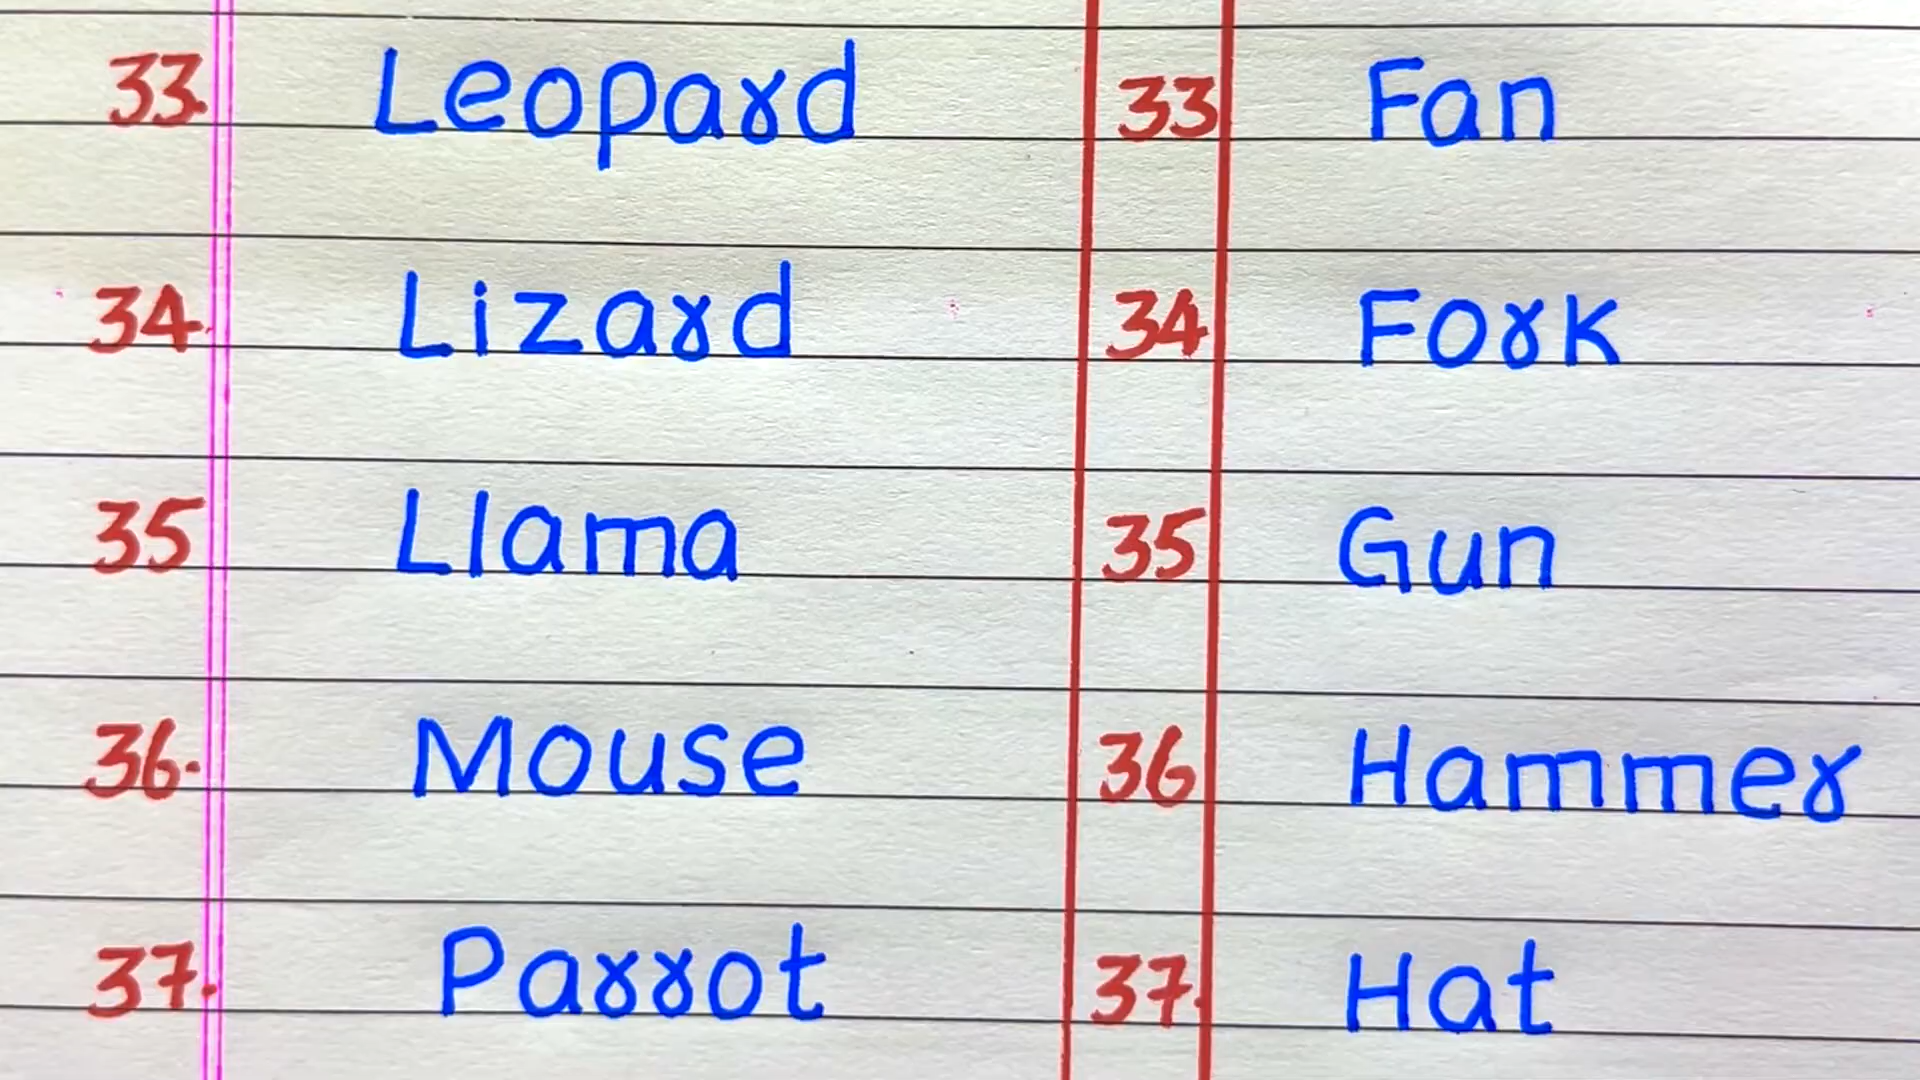 33. Leopard 33 Fan
34. Lizard 34 Fork
35 Llama 35 Gun
36. Mouse 36 Hammer
37. Parrot 37. Hat